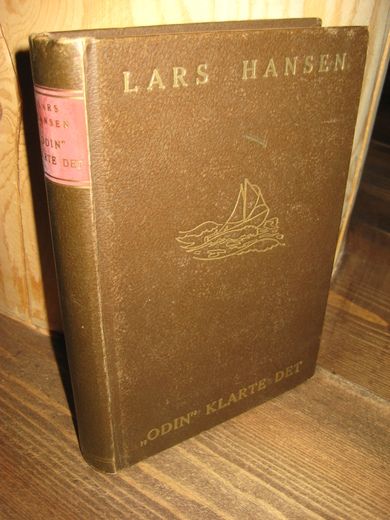 LARS HANSEN
„ODIN" KLARTE DET
LARS
HANSEN
„ODIN"
KLARTE DET